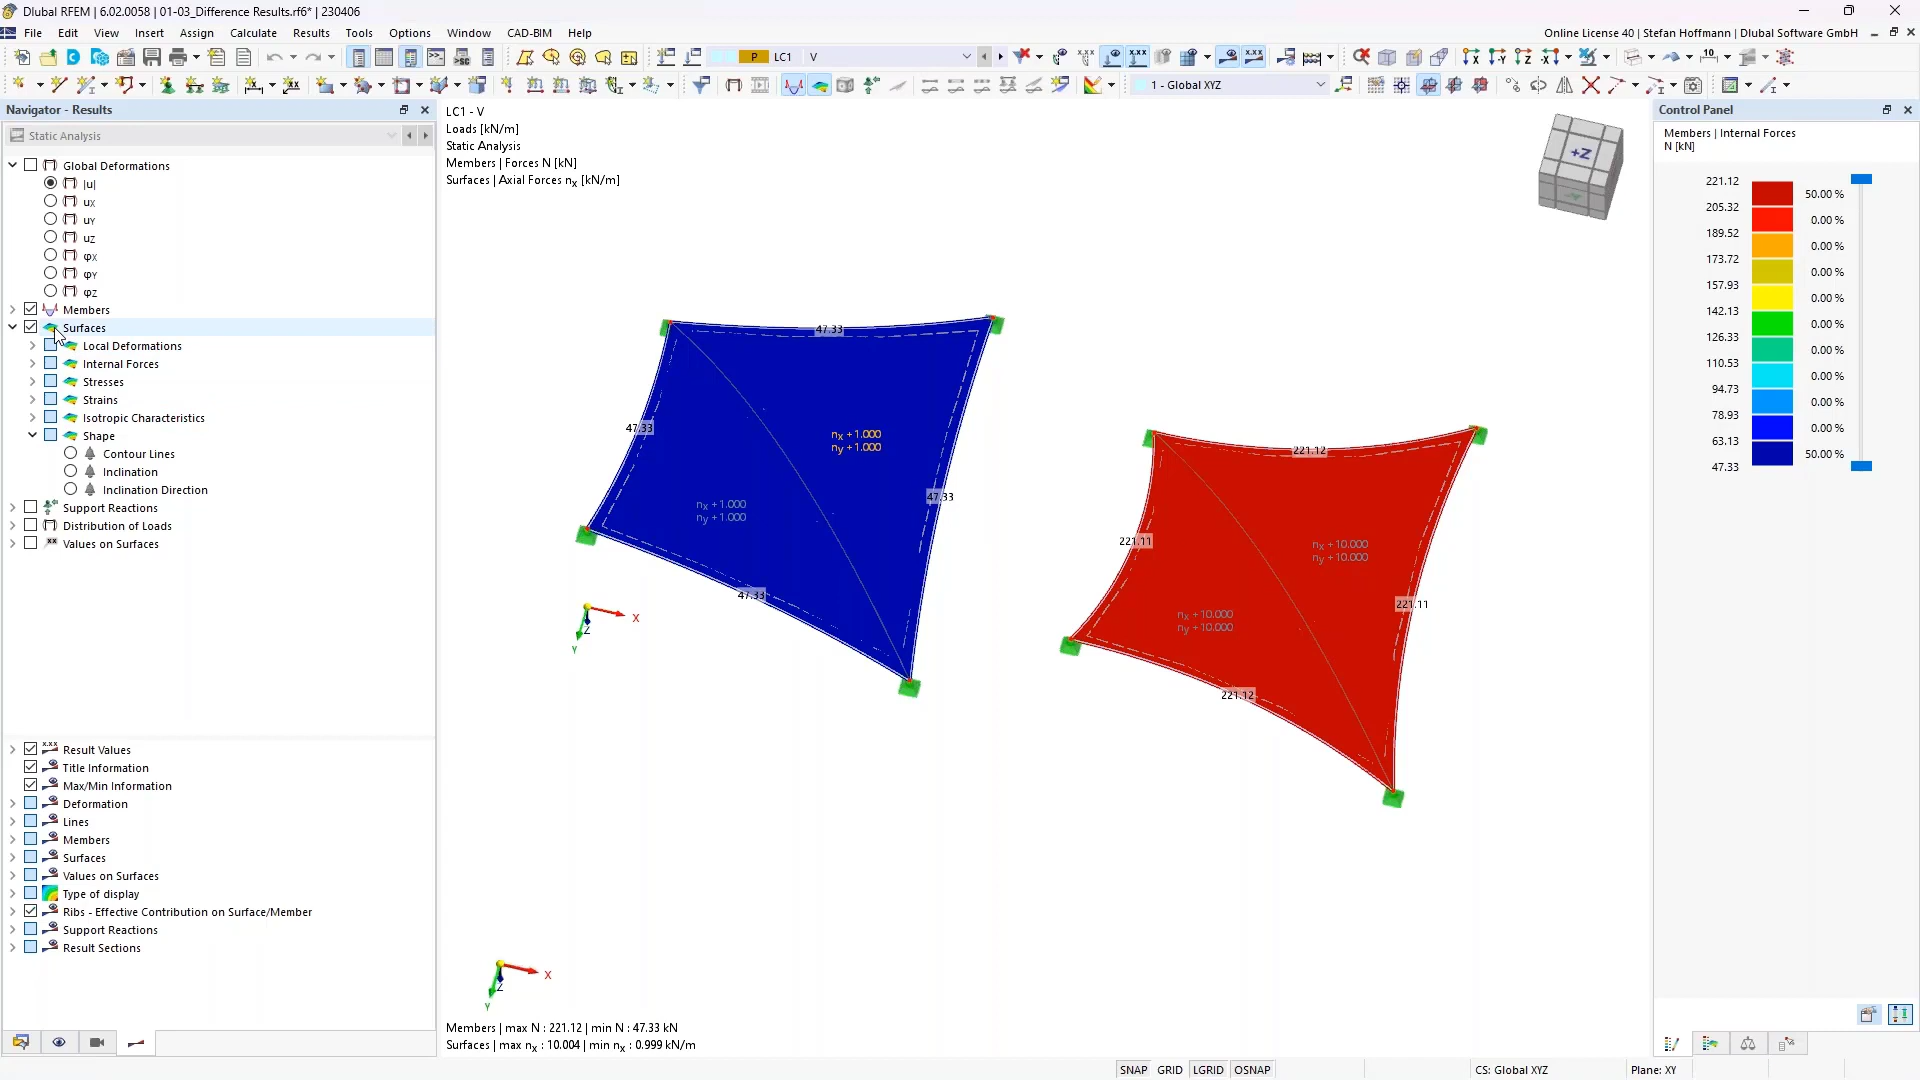 Dlubal RFEM | 6.02.0058 | 01-03_Difference Results.rf6* | 230406
File Edit View Insert Assign Calculate Results Tools Options Window CAD-BIM Help
Online License 40 | Stefan Hoffmann | Dlubal Software GmbH
P LC1 V
1 - Global XYZ
Navigator - Results
Static Analysis
Global Deformations
|u|
uX
uY
uZ
φX
φY
φZ
Members
Surfaces
Local Deformations
Internal Forces
Stresses
Strains
Isotropic Characteristics
Shape
Contour Lines
Inclination
Inclination Direction
Support Reactions
Distribution of Loads
Values on Surfaces
Result Values
Title Information
Max/Min Information
Deformation
Lines
Members
Surfaces
Values on Surfaces
Type of display
Ribs - Effective Contribution on Surface/Member
Support Reactions
Result Sections
LC1 - V
Loads [kN/m]
Static Analysis
Members | Forces N [kN]
Surfaces | Axial Forces nx [kN/m]
+Z
47.33
47.33
nx +1.000
ny +1.000
47.33
nx +1.000
ny +1.000
47.33
X
Z
Y
221.12
221.11
nx +10.000
ny +10.000
221.11
nx +10.000
ny +10.000
221.12
X
Z
Y
Members | max N : 221.12 | min N : 47.33 kN
Surfaces | max nx : 10.004 | min nx : 0.999 kN/m
Control Panel
Members | Internal Forces
N [kN]
221.12
50.00 %
205.32
0.00 %
189.52
0.00 %
173.72
0.00 %
157.93
0.00 %
142.13
0.00 %
126.33
0.00 %
110.53
0.00 %
94.73
0.00 %
78.93
0.00 %
63.13
50.00 %
47.33
SNAP GRID LGRID OSNAP
CS: Global XYZ
Plane: XY